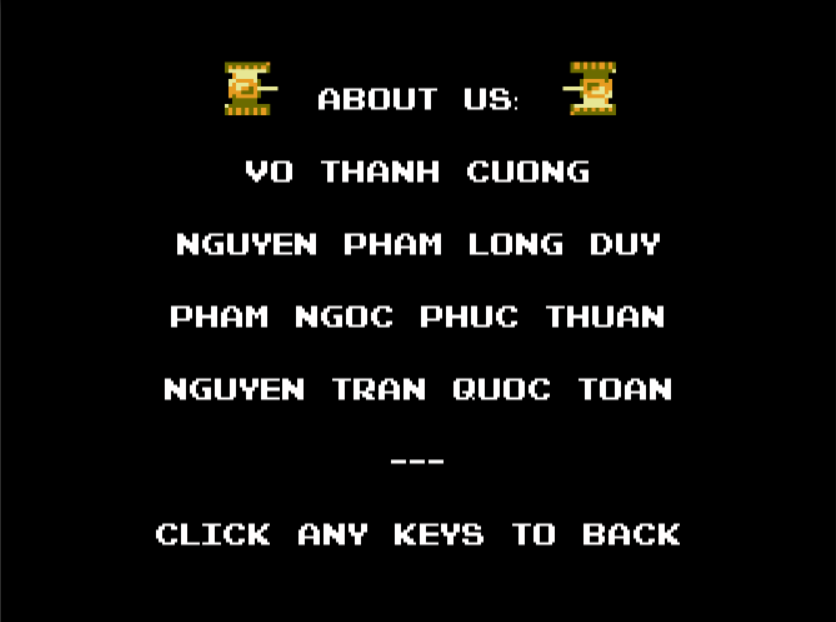 ABOUT US:
VO THANH CUONG
NGUYEN PHAM LONG DUY
PHAM NGOC PHUC THUAN
NGUYEN TRAN QUOC TOAN
---
CLICK ANY KEYS TO BACK